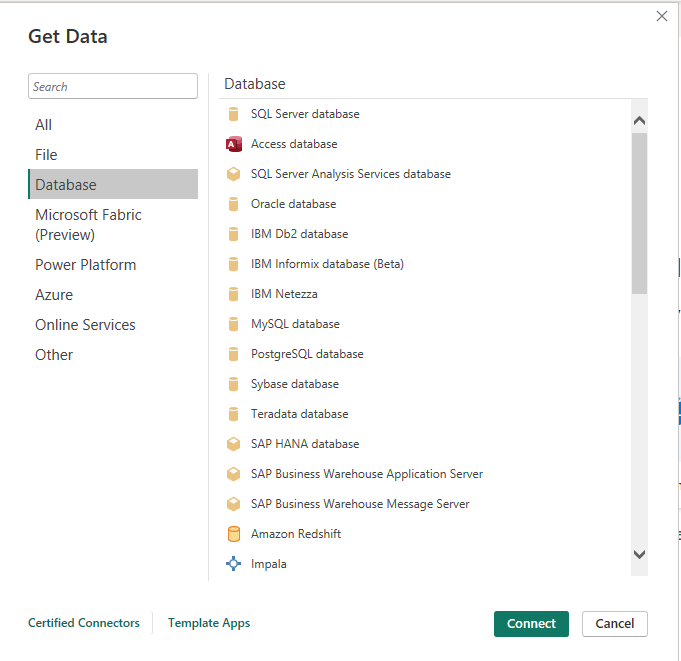 Get Data
Search
All
File
Database
Microsoft Fabric
(Preview)
Power Platform
Azure
Online Services
Other
Database
SQL Server database
Access database
SQL Server Analysis Services database
Oracle database
IBM Db2 database
IBM Informix database (Beta)
IBM Netezza
MySQL database
PostgreSQL database
Sybase database
Teradata database
SAP HANA database
SAP Business Warehouse Application Server
SAP Business Warehouse Message Server
Amazon Redshift
Impala
Certified Connectors
Template Apps
Connect
Cancel